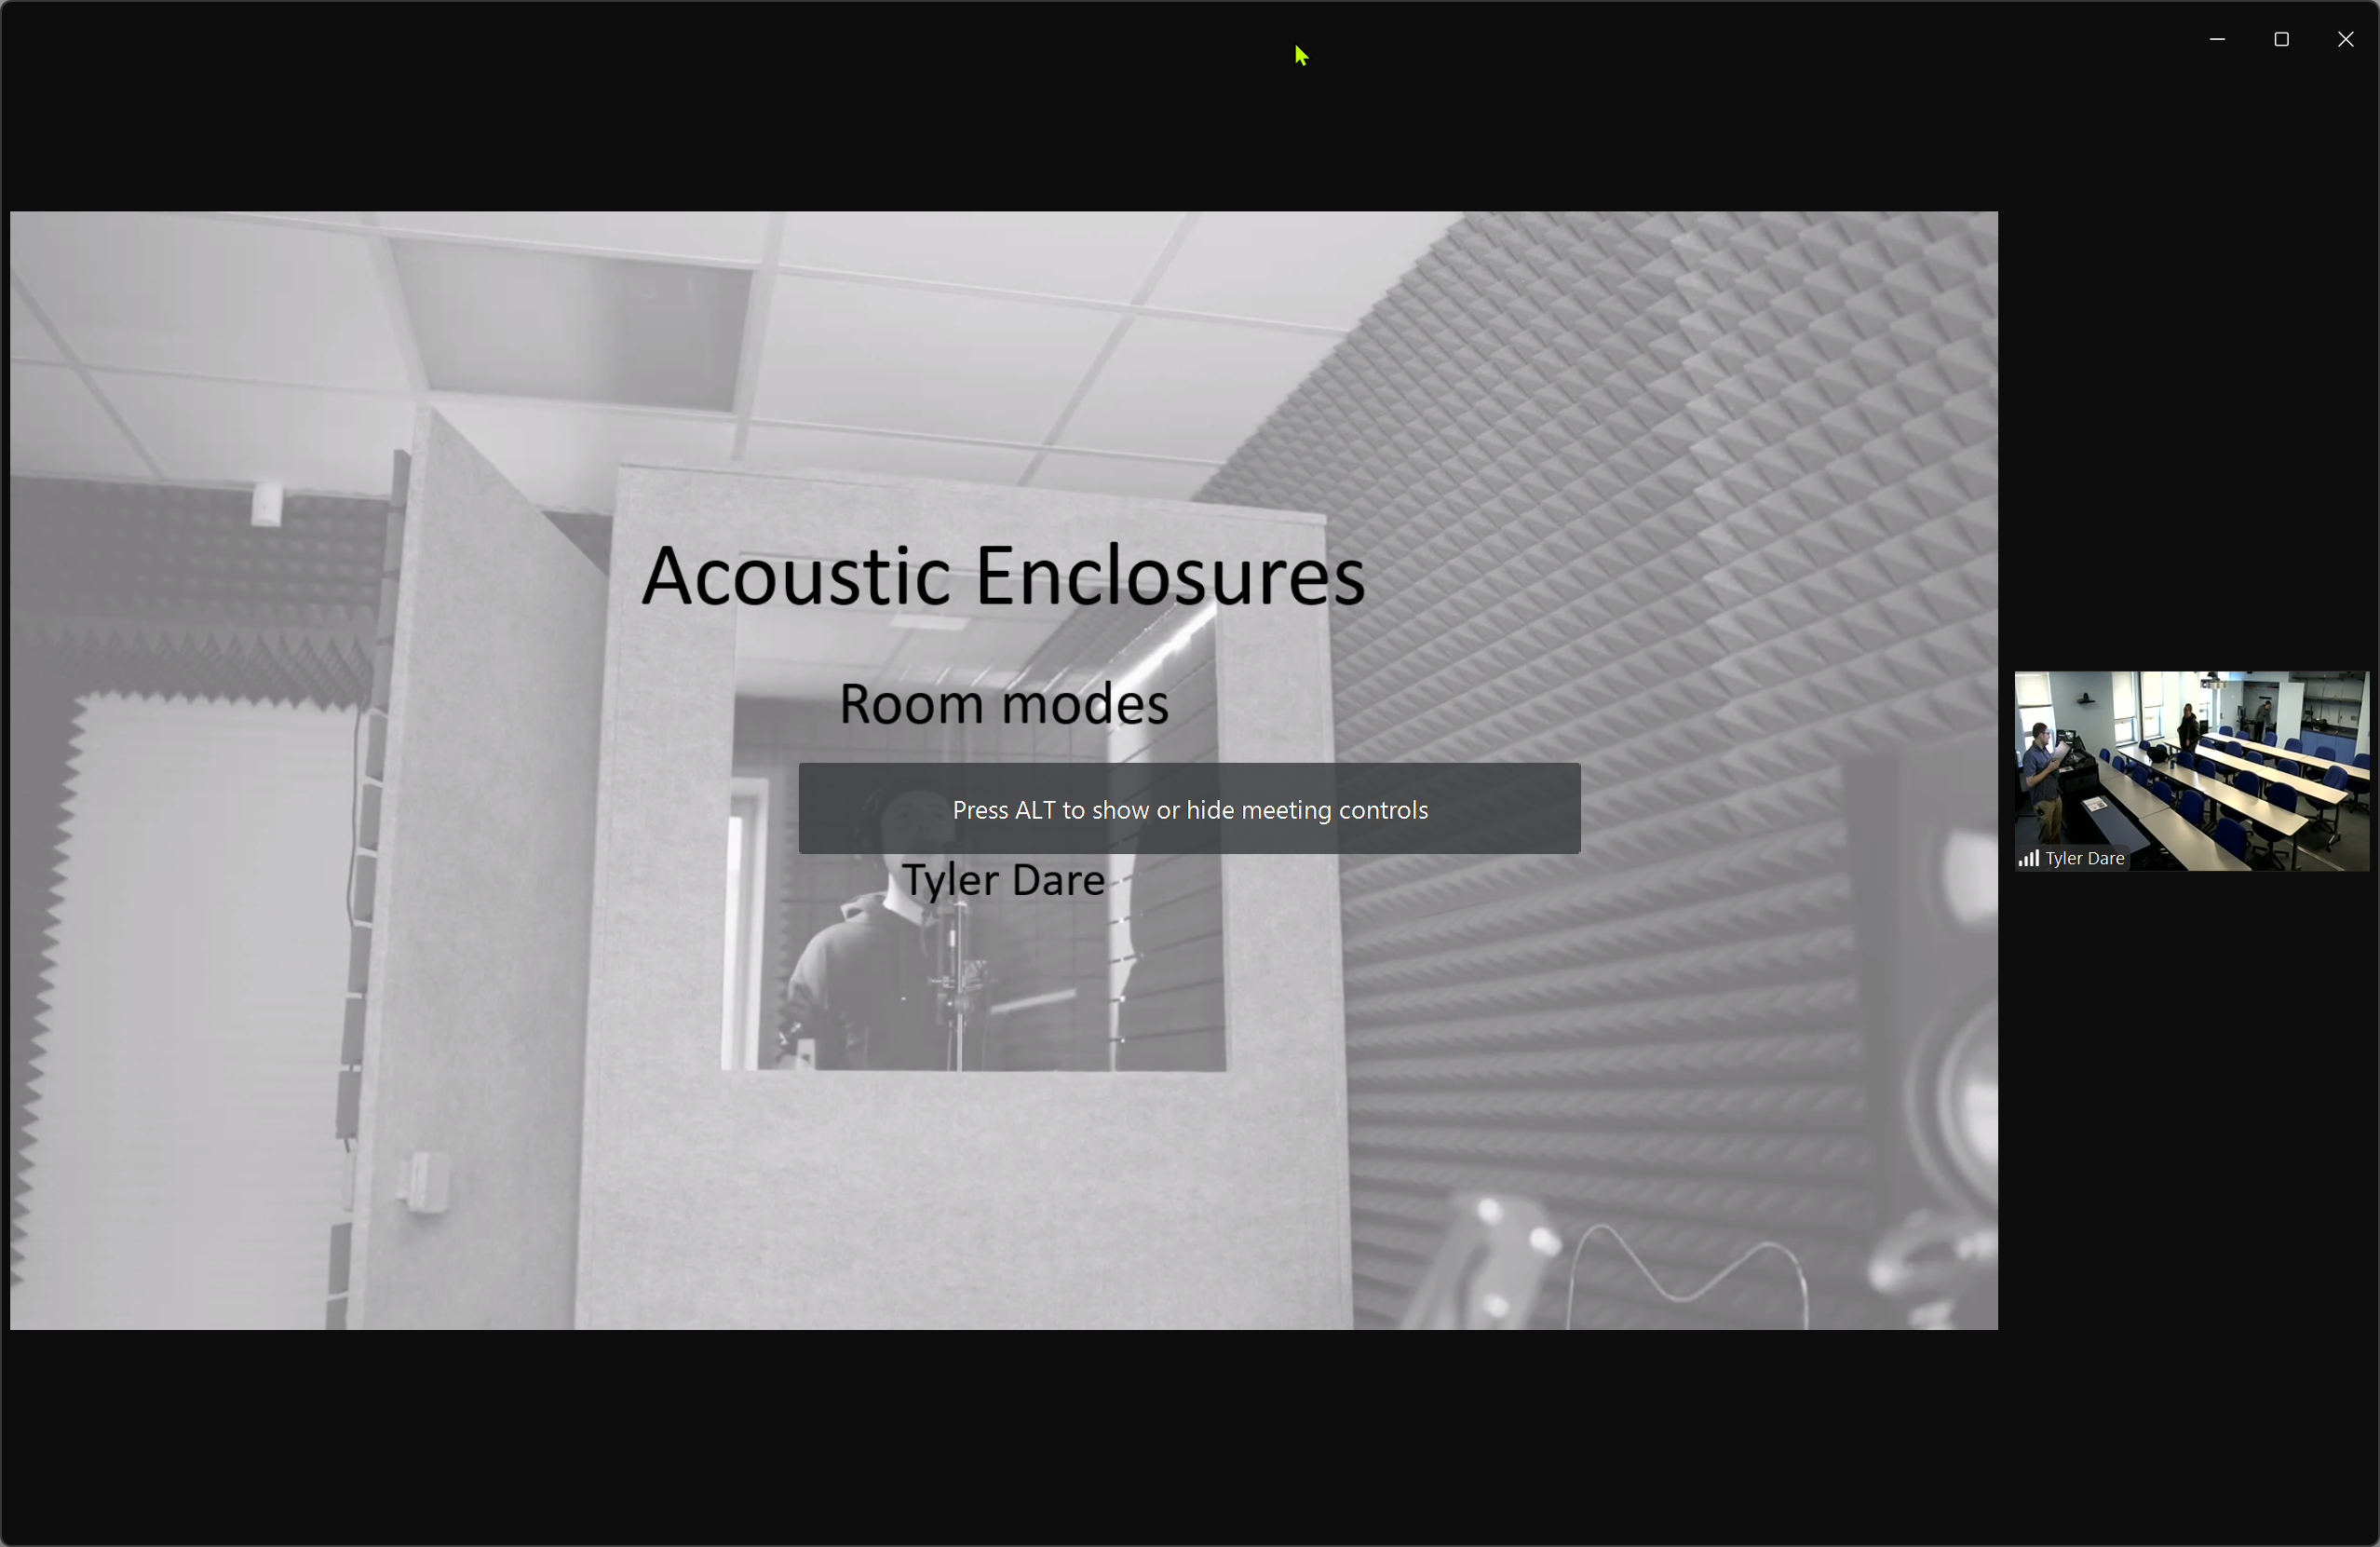 Acoustic Enclosures
Room modes
Press ALT to show or hide meeting controls
Tyler Dare
Tyler Dare